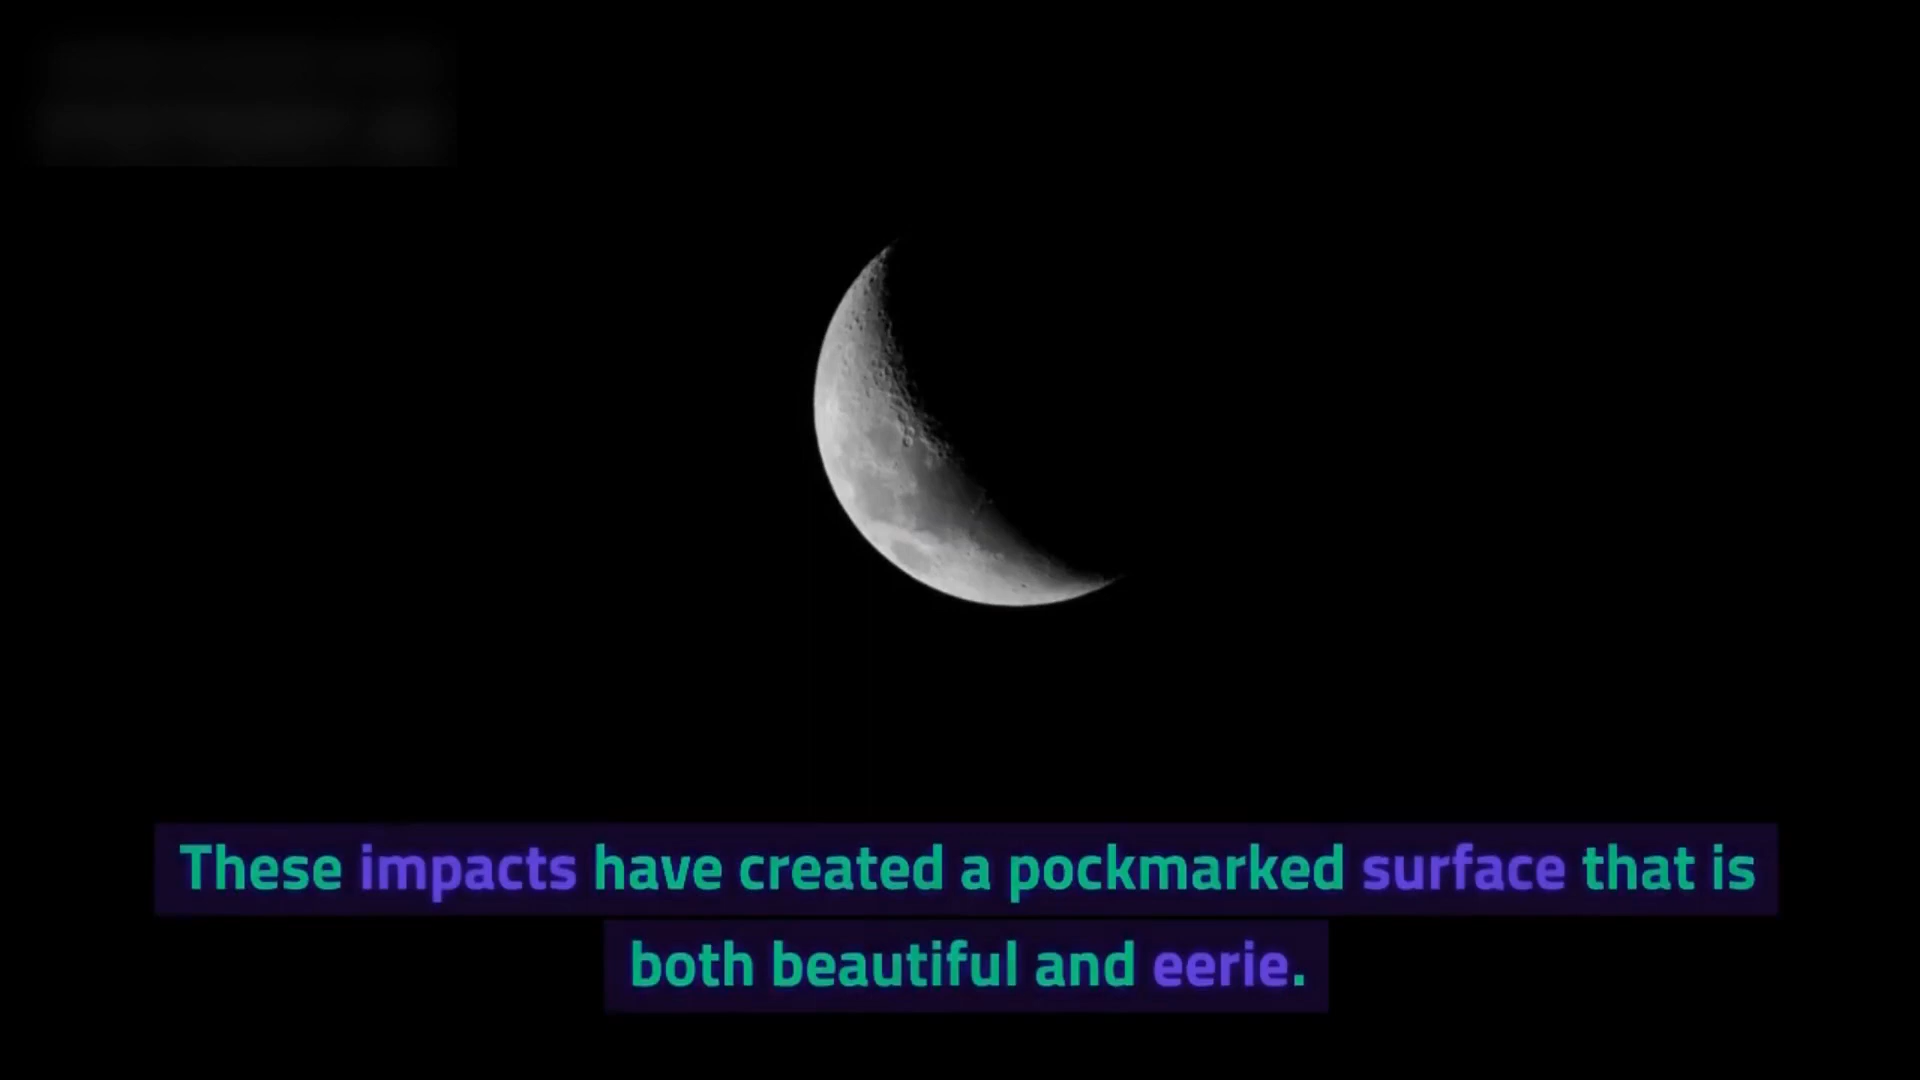 These impacts have created a pockmarked surface that is
both beautiful and eerie.